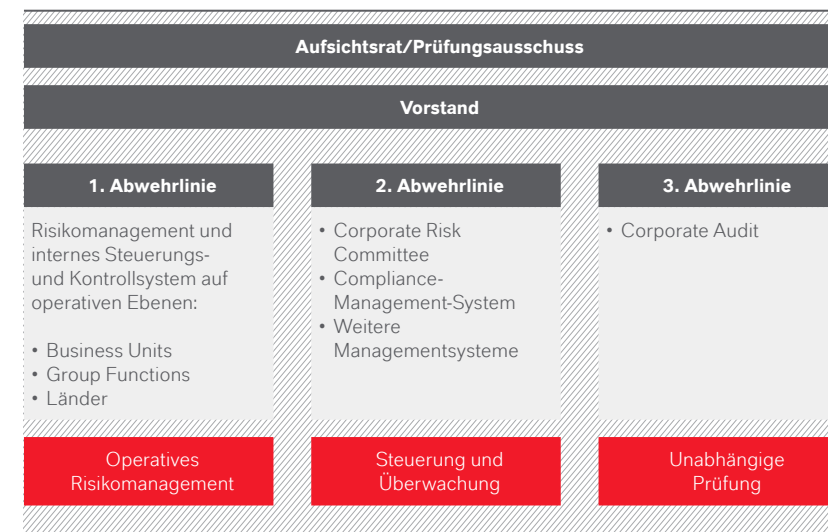 Aufsichtsrat/Prüfungsausschuss
Vorstand
1. Abwehrlinie
Risikomanagement und
internes Steuerungs-
und Kontrollsystem auf
operativen Ebenen:
• Business Units
• Group Functions
• Länder
Operatives
Risikomanagement
2. Abwehrlinie
• Corporate Risk
Committee
• Compliance-
Management-System
• Weitere
Managementsysteme
Steuerung und
Überwachung
3. Abwehrlinie
• Corporate Audit
Unabhängige
Prüfung